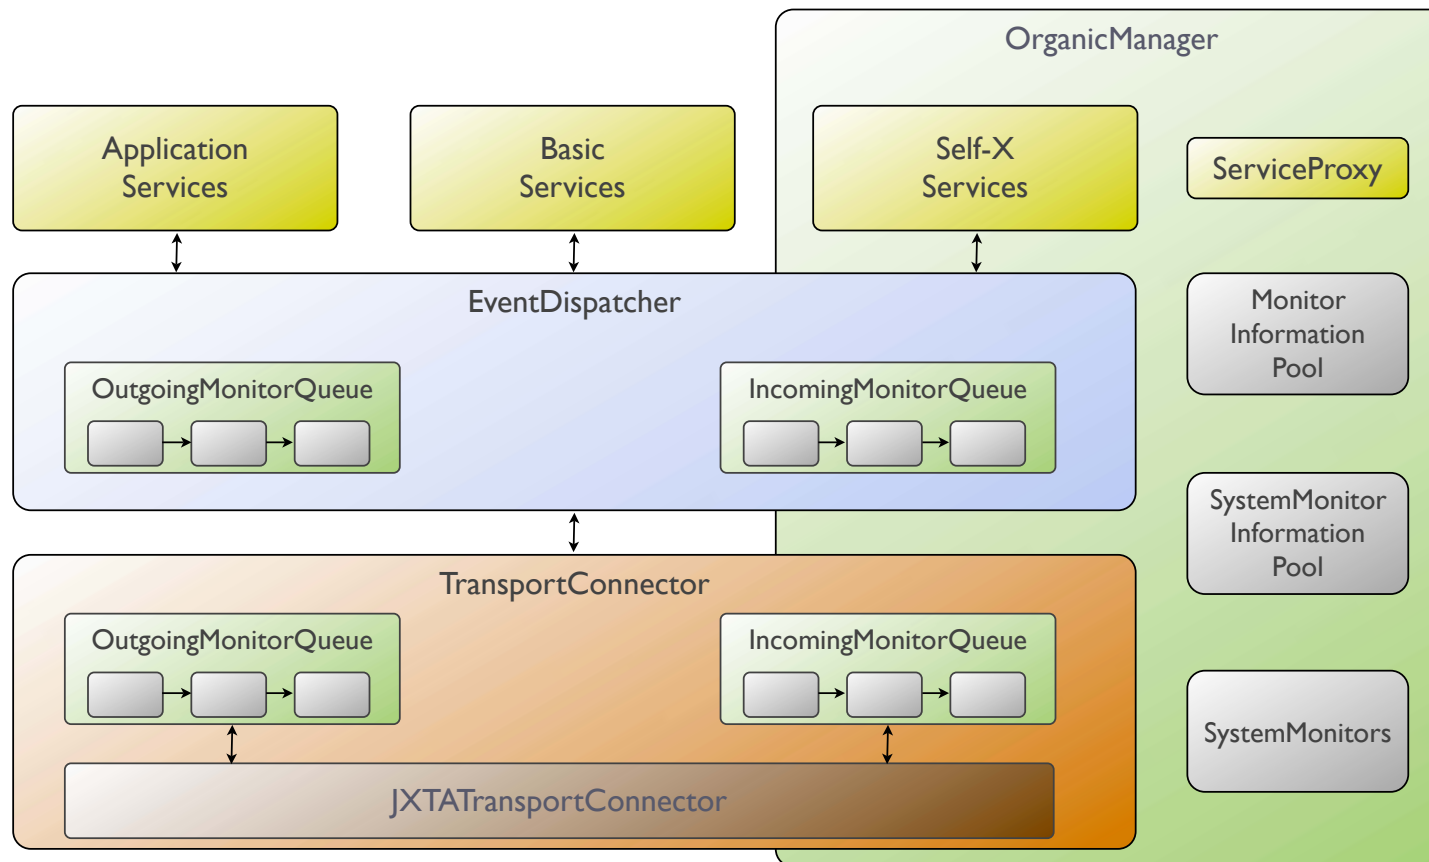 OrganicManager
Application
Services
Basic
Services
Self-X
Services
ServiceProxy
EventDispatcher
OutgoingMonitorQueue
IncomingMonitorQueue
Monitor
Information
Pool
SystemMonitor
Information
Pool
TransportConnector
OutgoingMonitorQueue
IncomingMonitorQueue
SystemMonitors
JXTATransportConnector